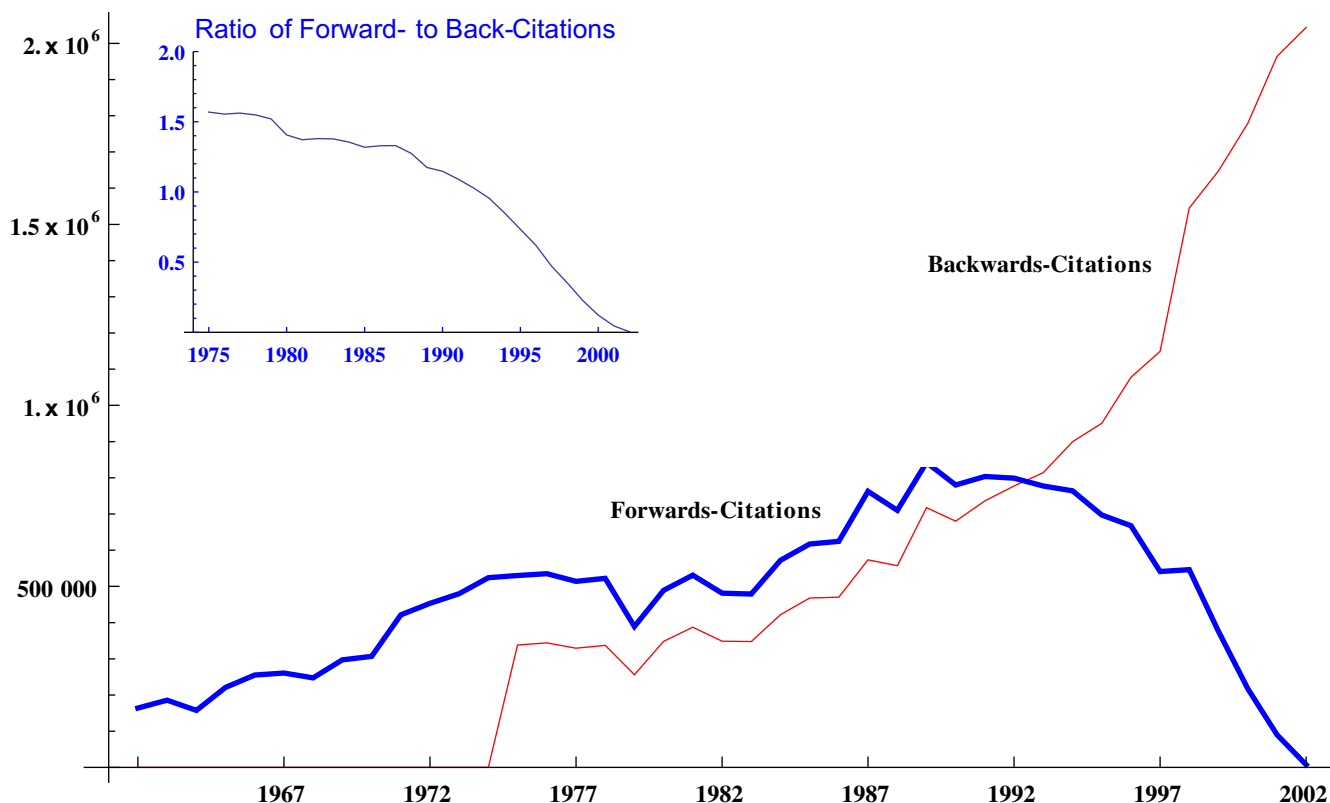 Ratio of Forward- to Back-Citations
2. x 10^6
2.0
1.5
1.0
0.5
1975 1980 1985 1990 1995 2000
1.5 x 10^6
Backwards-Citations
1. x 10^6
Forwards-Citations
500 000
1967 1972 1977 1982 1987 1992 1997 2002